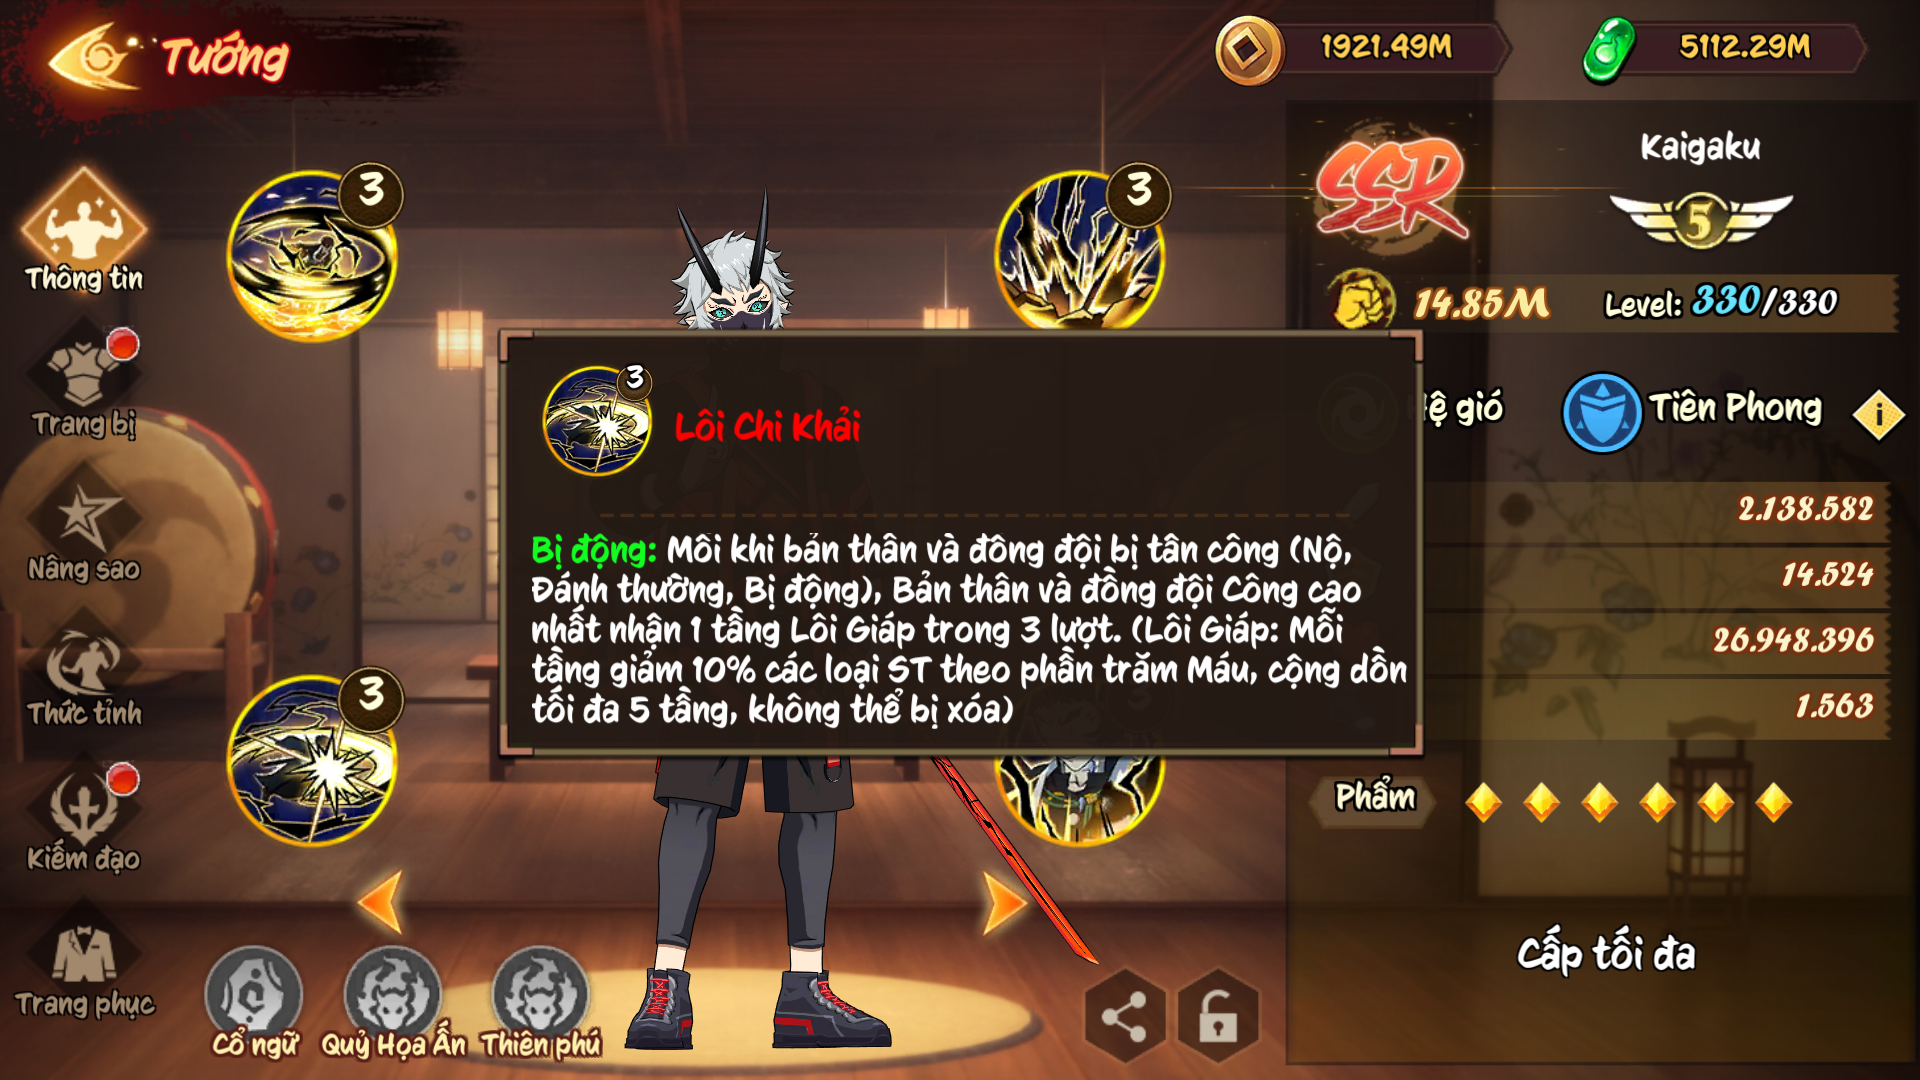 Tướng
1921.49M
5112.29M
Thông tin
Trang bị
Nâng sao
Thức tỉnh
Kiếm đạo
Trang phục
3
3
3
SSR
Kaigaku
5
14.85M
Level: 330/330
ệ gió
Tiên Phong
i
2.138.582
14.524
26.948.396
1.563
3
Lôi Chi Khải
Bị động: Môi khi bản thân và đông đội bị tân công (Nộ,
Đánh thường, Bị động), Bản thân và đồng đội Công cao
nhất nhận 1 tầng Lôi Giáp trong 3 lượt. (Lôi Giáp: Mỗi
tầng giảm 10% các loại ST theo phần trăm Máu, cộng dồn
tối đa 5 tầng, không thể bị xóa)
Phẩm
Cấp tối đa
Cổ ngữ
Quỷ Họa Ấn
Thiên phú